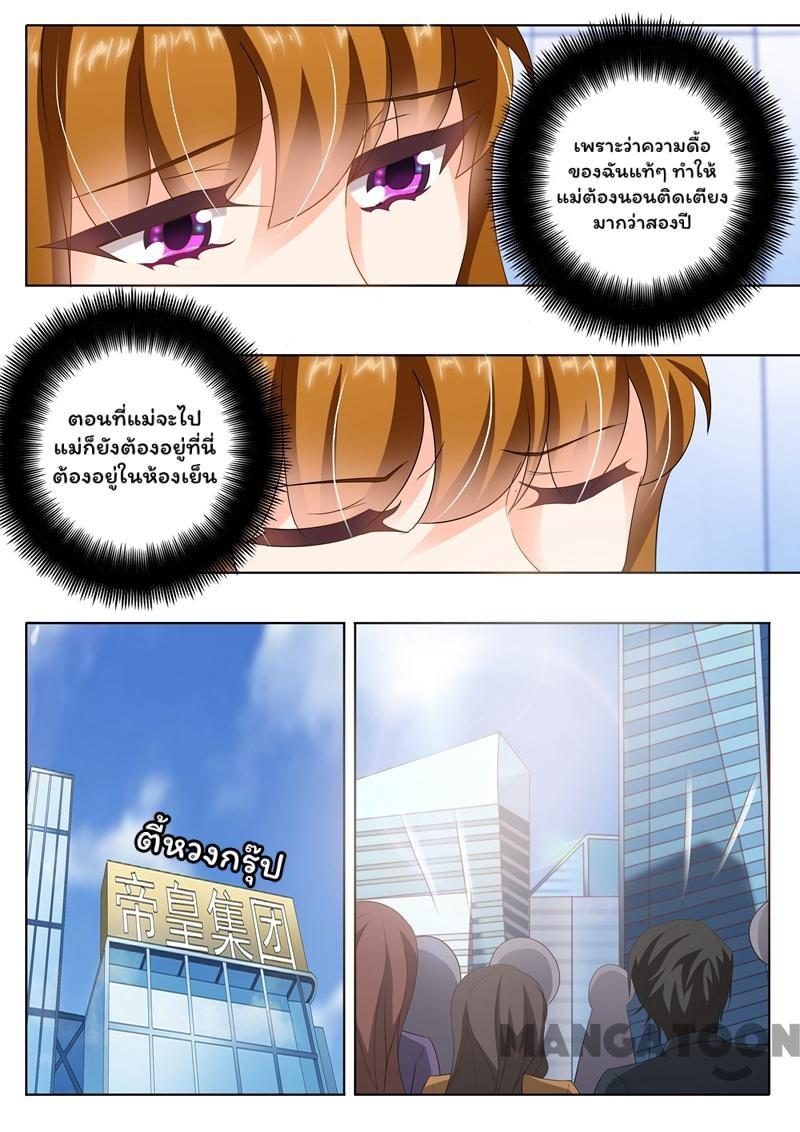 เพราะว่าความดื้อ
ของฉันแท้ๆ ทำให้
แม่ต้องนอนติดเตียง
มากว่าสองปี
ตอนที่แม่จะไป
แม่ก็ยังต้องอยู่ที่นี่
ต้องอยู่ในห้องเย็น
ตี้หวงกรุ๊ป
帝皇集团
MANGATOON